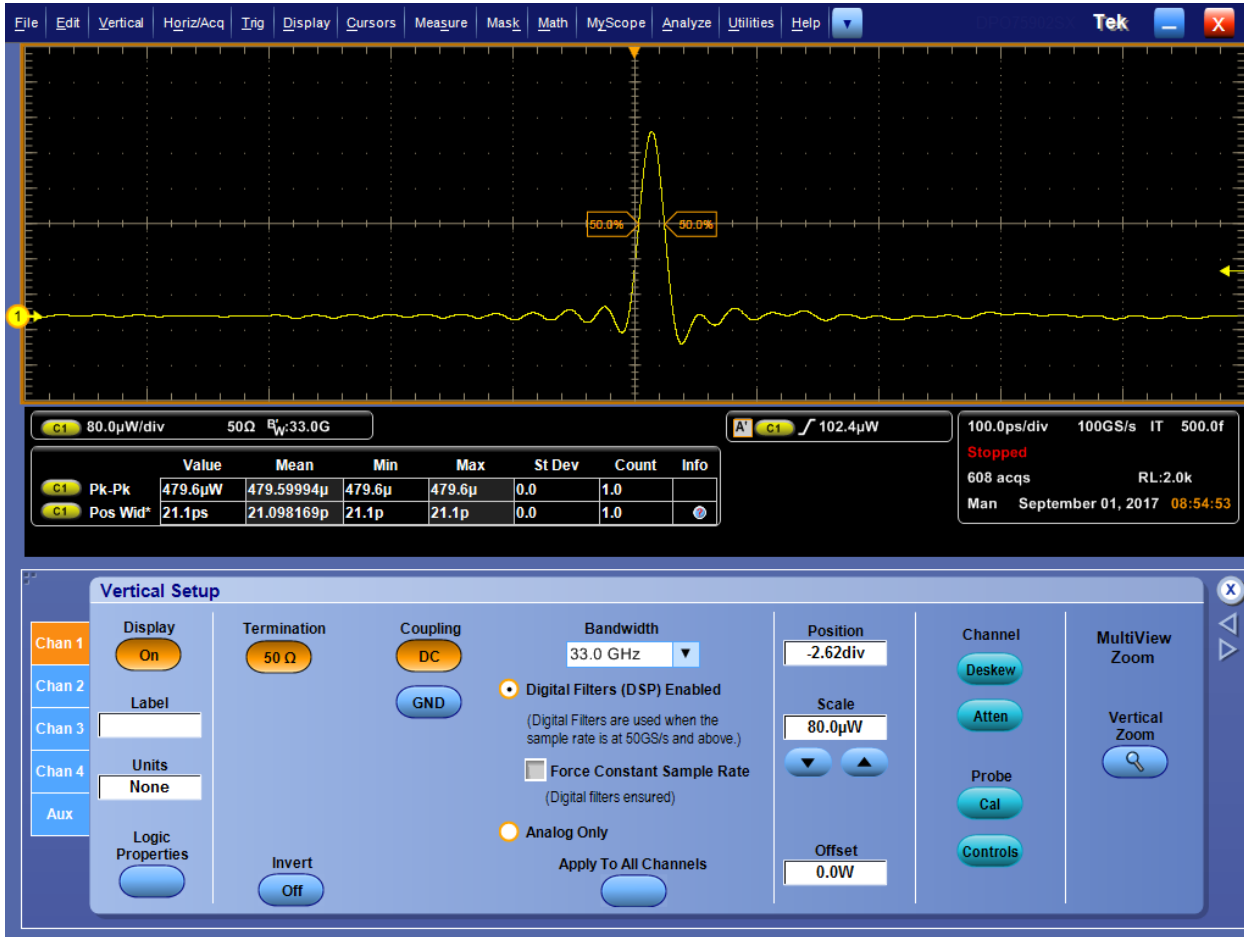 File Edit Vertical Horiz/Acq Trig Display Cursors Measure Mask Math MyScope Analyze Utilities Help Tek X
50.0% 50.0%
1
C1 80.0µW/div 50Ω BW:33.0G
A' C1 102.4µW
100.0ps/div 100GS/s IT 500.0f
Stopped
608 acqs RL:2.0k
Man September 01, 2017 08:54:53
Value Mean Min Max St Dev Count Info
C1 Pk-Pk 479.6µW 479.59994µ 479.6µ 479.6µ 0.0 1.0
C1 Pos Wid* 21.1ps 21.098169p 21.1p 21.1p 0.0 1.0
Vertical Setup
X
Chan 1
Chan 2
Chan 3
Chan 4
Aux
Display
On
Label
Units
None
Logic
Properties
Termination
50 Ω
Invert
Off
Coupling
DC
GND
Bandwidth
33.0 GHz
Digital Filters (DSP) Enabled
(Digital Filters are used when the
sample rate is at 50GS/s and above.)
Force Constant Sample Rate
(Digital filters ensured)
Analog Only
Apply To All Channels
Position
-2.62div
Scale
80.0µW
Offset
0.0W
Channel
Deskew
Atten
Probe
Cal
Controls
MultiView
Zoom
Vertical
Zoom